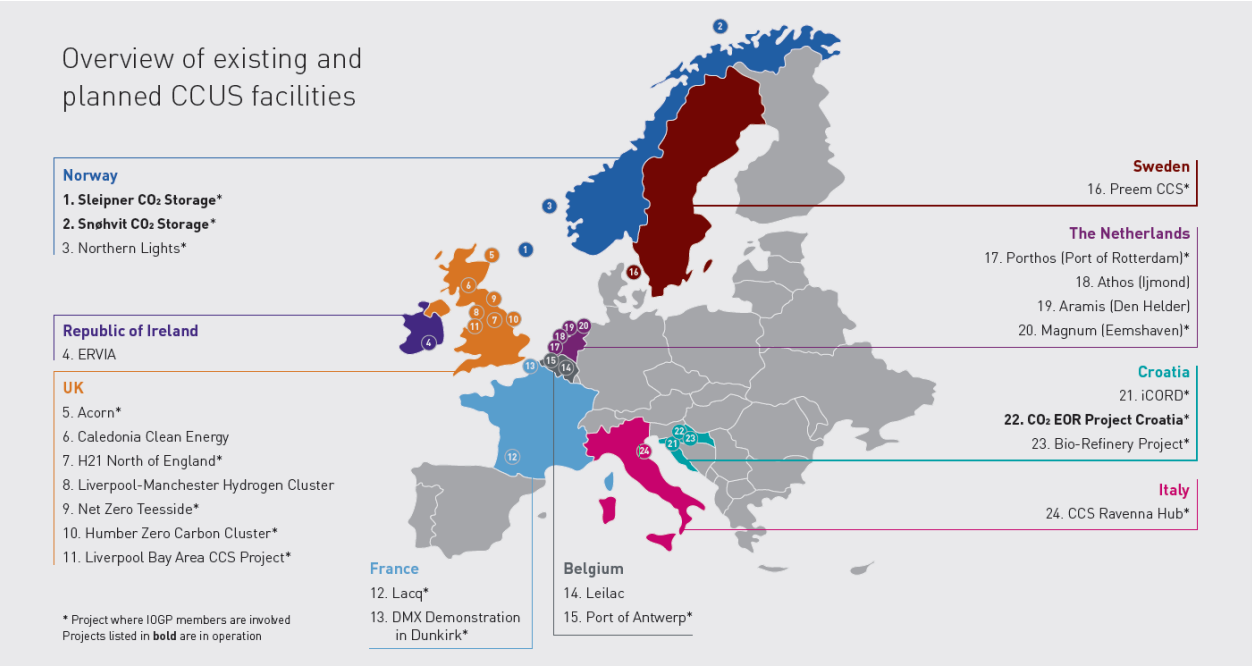 Overview of existing and
planned CCUS facilities
Norway
1. Sleipner CO₂ Storage*
2. Snøhvit CO₂ Storage*
3. Northern Lights*
Republic of Ireland
4. ERVIA
UK
5. Acorn*
6. Caledonia Clean Energy
7. H21 North of England*
8. Liverpool-Manchester Hydrogen Cluster
9. Net Zero Teesside*
10. Humber Zero Carbon Cluster*
11. Liverpool Bay Area CCS Project*
* Project where IOGP members are involved
Projects listed in bold are in operation
France
12. Lacq*
13. DMX Demonstration
in Dunkirk*
Belgium
14. Leilac
15. Port of Antwerp*
Sweden
16. Preem CCS*
The Netherlands
17. Porthos (Port of Rotterdam)*
18. Athos (Ijmond)
19. Aramis (Den Helder)
20. Magnum (Eemshaven)*
Croatia
21. iCORD*
22. CO₂ EOR Project Croatia*
23. Bio-Refinery Project*
Italy
24. CCS Ravenna Hub*
2
3
1
5
6
9
8
7
10
11
4
16
20
19
18
17
15
14
13
12
22
23
21
24